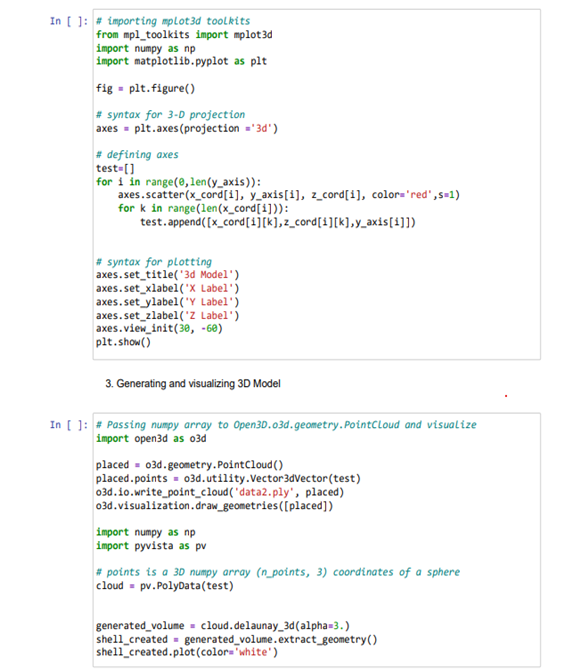 In [ ]: # importing mplot3d toolkits
from mpl_toolkits import mplot3d
import numpy as np
import matplotlib.pyplot as plt
fig = plt.figure()
# syntax for 3-D projection
axes = plt.axes(projection ='3d')
# defining axes
test=[]
for i in range(0,len(y_axis)):
    axes.scatter(x_cord[i], y_axis[i], z_cord[i], color='red',s=1)
    for k in range(len(x_cord[i])):
        test.append([x_cord[i][k],z_cord[i][k],y_axis[i]])
# syntax for plotting
axes.set_title('3d Model')
axes.set_xlabel('X Label')
axes.set_ylabel('Y Label')
axes.set_zlabel('Z Label')
axes.view_init(30, -60)
plt.show()
3. Generating and visualizing 3D Model
In [ ]: # Passing numpy array to Open3D.o3d.geometry.PointCloud and visualize
import open3d as o3d
placed = o3d.geometry.PointCloud()
placed.points = o3d.utility.Vector3dVector(test)
o3d.io.write_point_cloud('data2.ply', placed)
o3d.visualization.draw_geometries([placed])
import numpy as np
import pyvista as pv
# points is a 3D numpy array (n_points, 3) coordinates of a sphere
cloud = pv.PolyData(test)
generated_volume = cloud.delaunay_3d(alpha=3.)
shell_created = generated_volume.extract_geometry()
shell_created.plot(color='white')